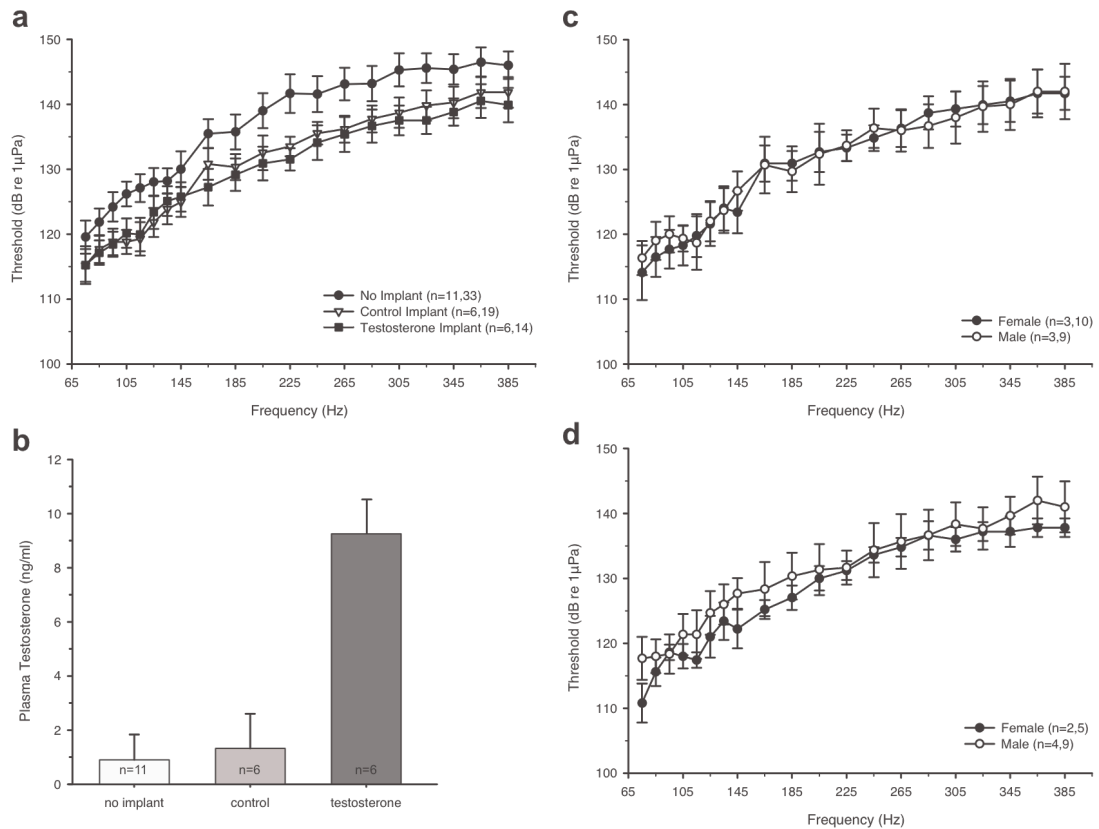 a
150
140
130
120
110
100
Threshold (dB re 1µPa)
No Implant (n=11,33)
Control Implant (n=6,19)
Testosterone Implant (n=6,14)
65 105 145 185 225 265 305 345 385
Frequency (Hz)
b
12
10
8
6
4
2
0
Plasma Testosterone (ng/ml)
n=11 n=6 n=6
no implant control testosterone
c
150
140
130
120
110
100
Threshold (dB re 1µPa)
Female (n=3,10)
Male (n=3,9)
65 105 145 185 225 265 305 345 385
Frequency (Hz)
d
150
140
130
120
110
100
Threshold (dB re 1µPa)
Female (n=2,5)
Male (n=4,9)
65 105 145 185 225 265 305 345 385
Frequency (Hz)